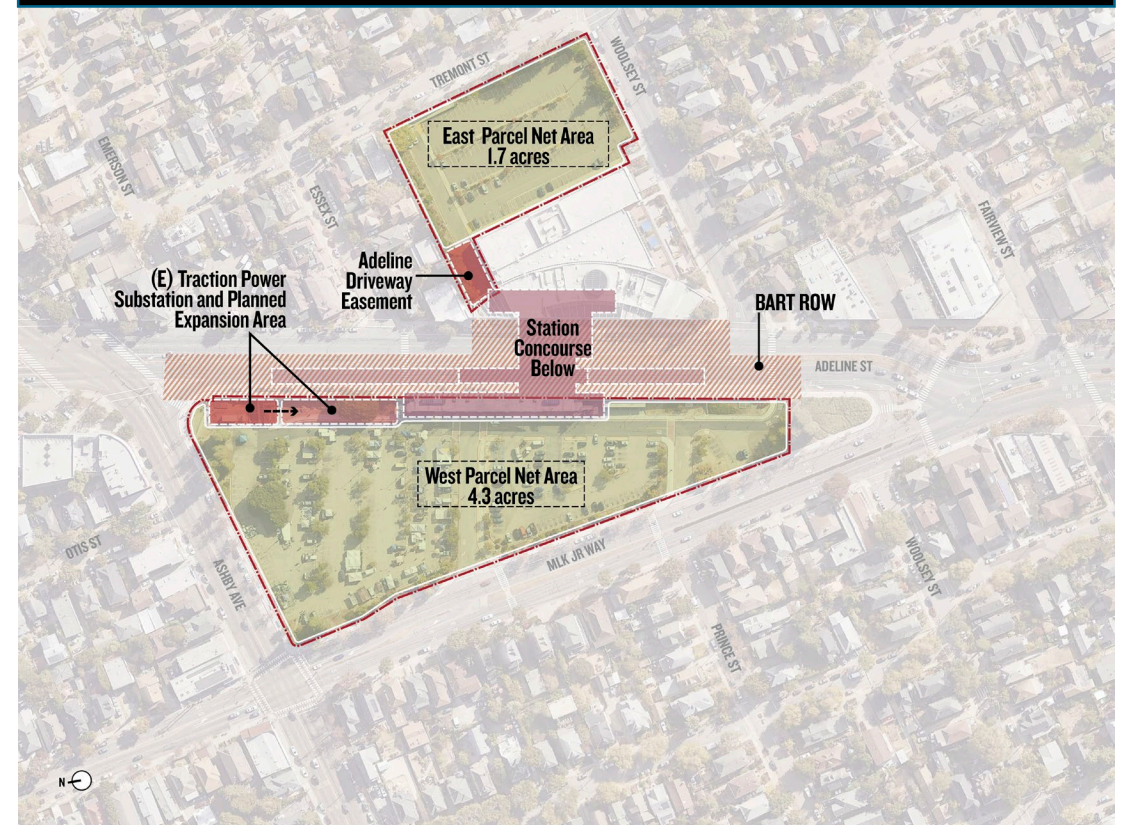 TREMONT ST
WOOLSEY ST
EMERSON ST
East Parcel Net Area
1.7 acres
ESSEX ST
FAIRVIEW ST
Adeline
Driveway
Easement
(E) Traction Power
Substation and Planned
Expansion Area
BART ROW
Station
Concourse
Below
ADELINE ST
West Parcel Net Area
4.3 acres
OTIS ST
ASHBY AVE
MLK JR WAY
WOOLSEY ST
PRINCE ST
N